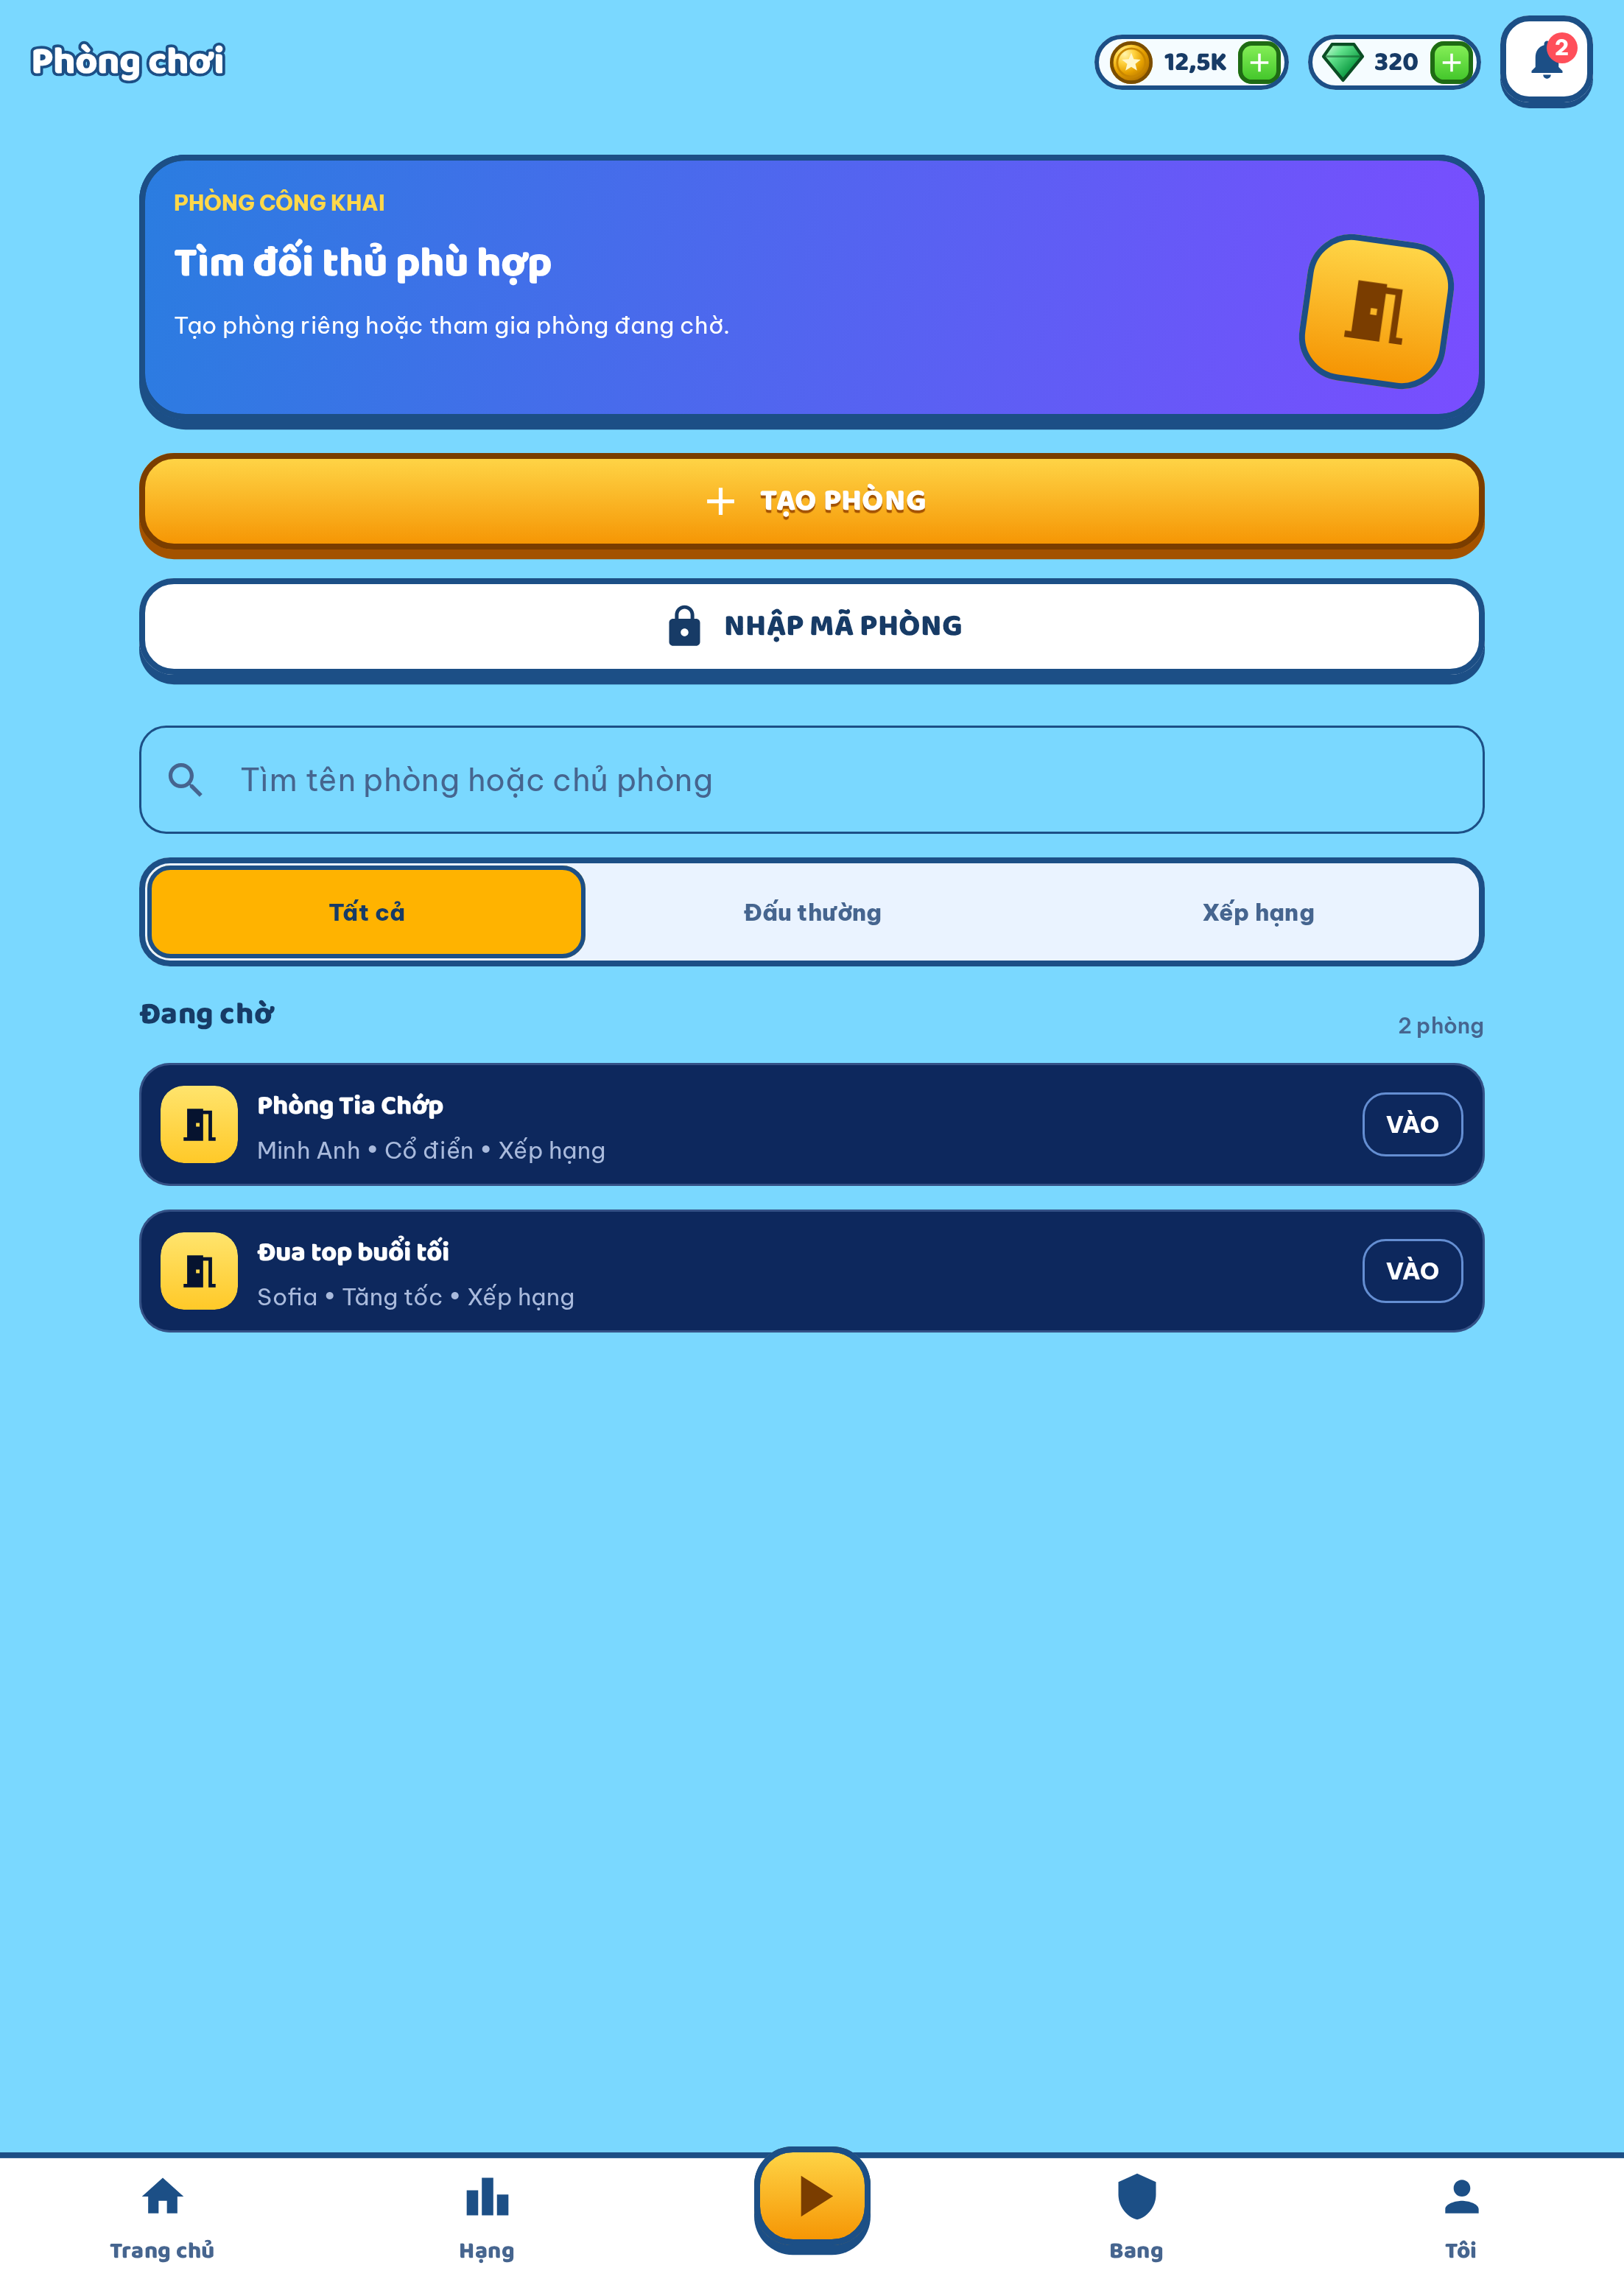 Phòng chơi
12,5K
320
2
PHÒNG CÔNG KHAI
Tìm đối thủ phù hợp
Tạo phòng riêng hoặc tham gia phòng đang chờ.
TẠO PHÒNG
NHẬP MÃ PHÒNG
Tìm tên phòng hoặc chủ phòng
Tất cả
Đấu thường
Xếp hạng
Đang chờ
2 phòng
Phòng Tia Chớp
Minh Anh • Cổ điển • Xếp hạng
VÀO
Đua top buổi tối
Sofia • Tăng tốc • Xếp hạng
VÀO
Trang chủ
Hạng
Bang
Tôi